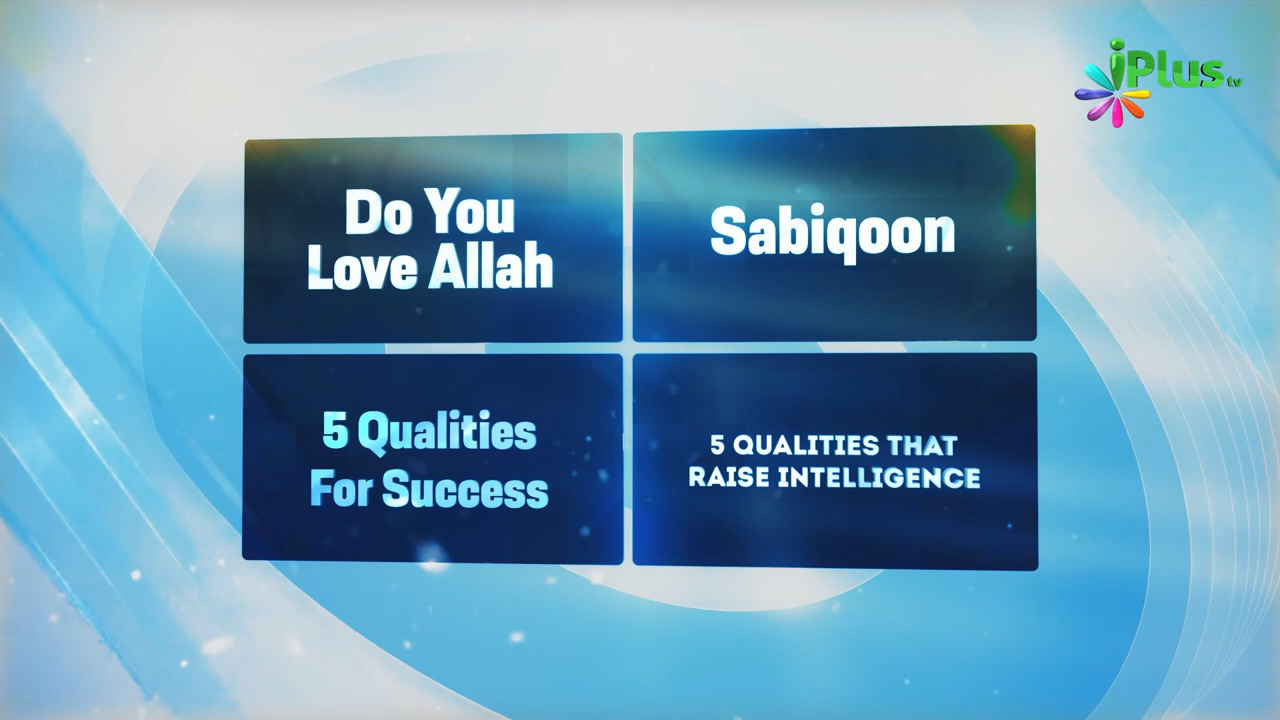 iPlus tv
Do You
Love Allah
Sabiqoon
5 Qualities
For Success
5 QUALITIES THAT
RAISE INTELLIGENCE